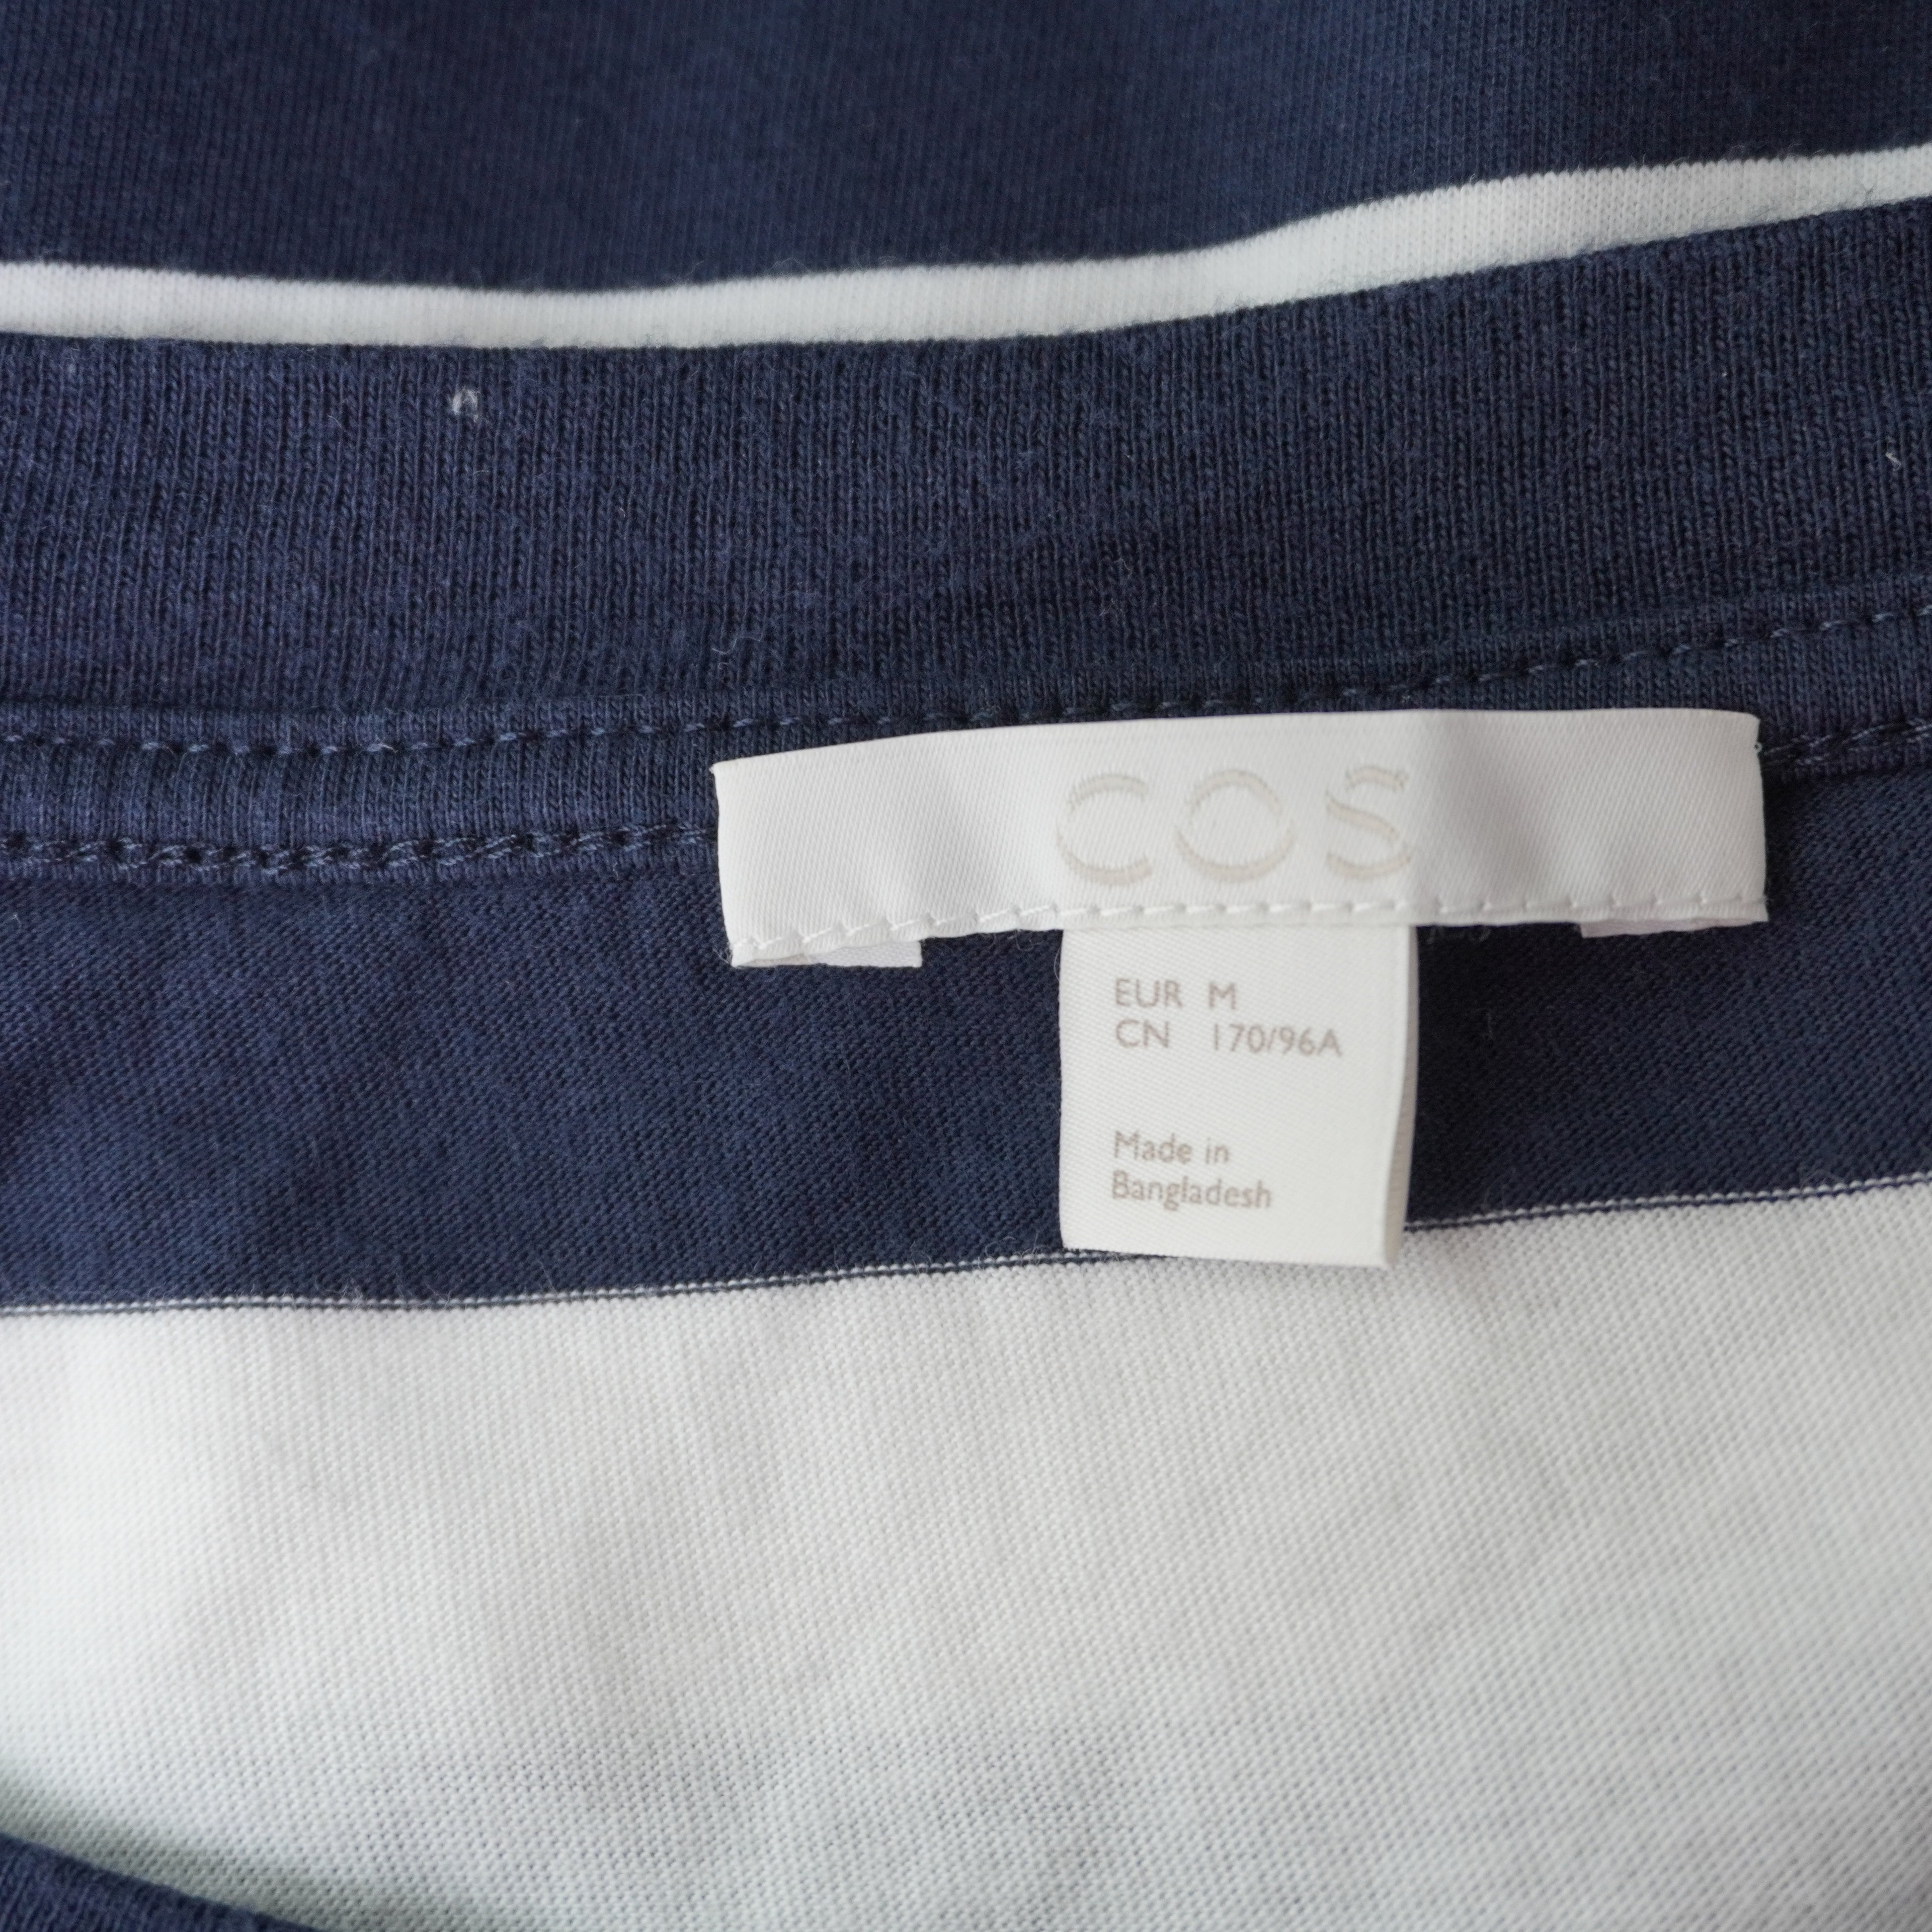 COS
EUR M
CN 170/96A
Made in
Bangladesh